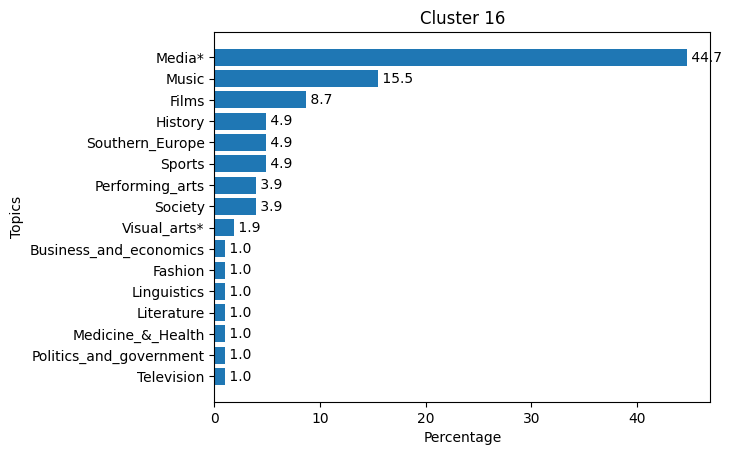 Cluster 16
Topics
Media* 44.7
Music 15.5
Films 8.7
History 4.9
Southern_Europe 4.9
Sports 4.9
Performing_arts 3.9
Society 3.9
Visual_arts* 1.9
Business_and_economics 1.0
Fashion 1.0
Linguistics 1.0
Literature 1.0
Medicine_&_Health 1.0
Politics_and_government 1.0
Television 1.0
0 10 20 30 40
Percentage